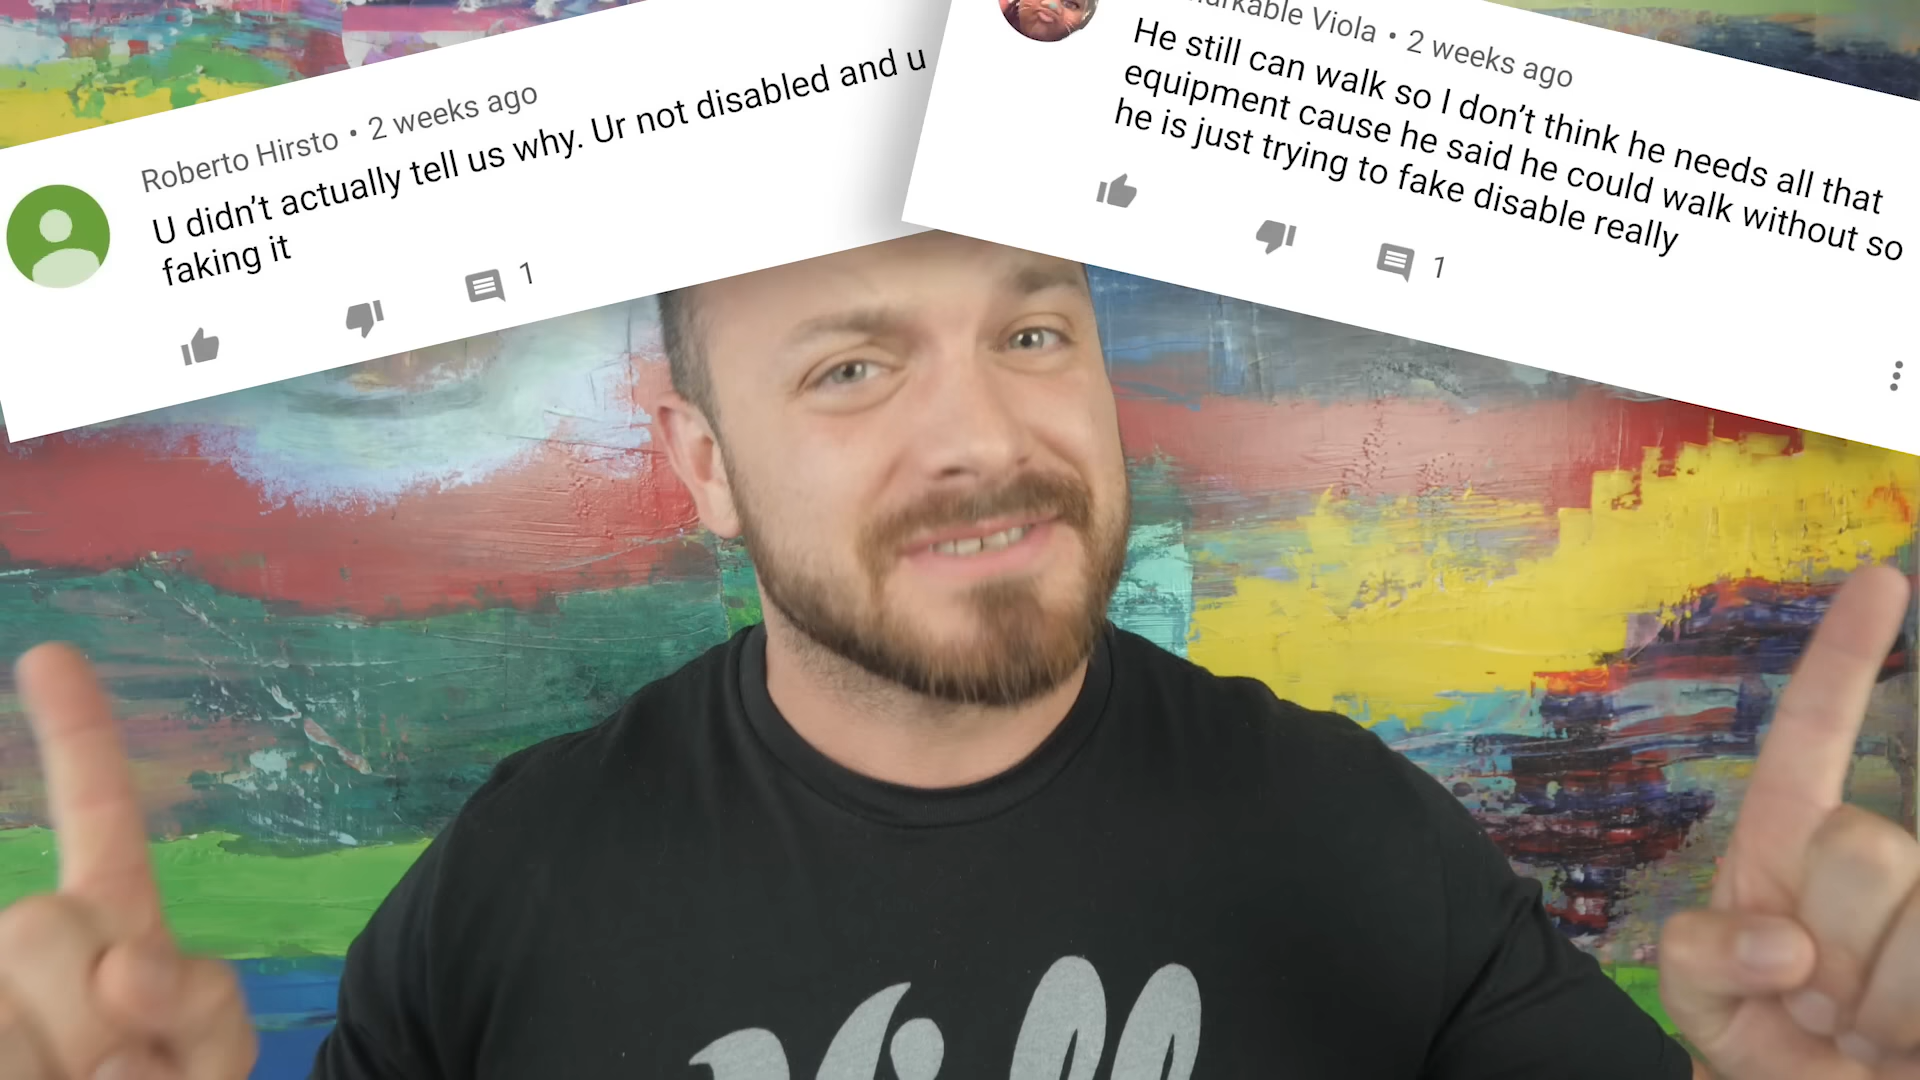 Roberto Hirsto • 2 weeks ago
U didn't actually tell us why. Ur not disabled and u
faking it
1
Viola • 2 weeks ago
He still can walk so I don't think he needs all that
equipment cause he said he could walk without so
he is just trying to fake disable really
1